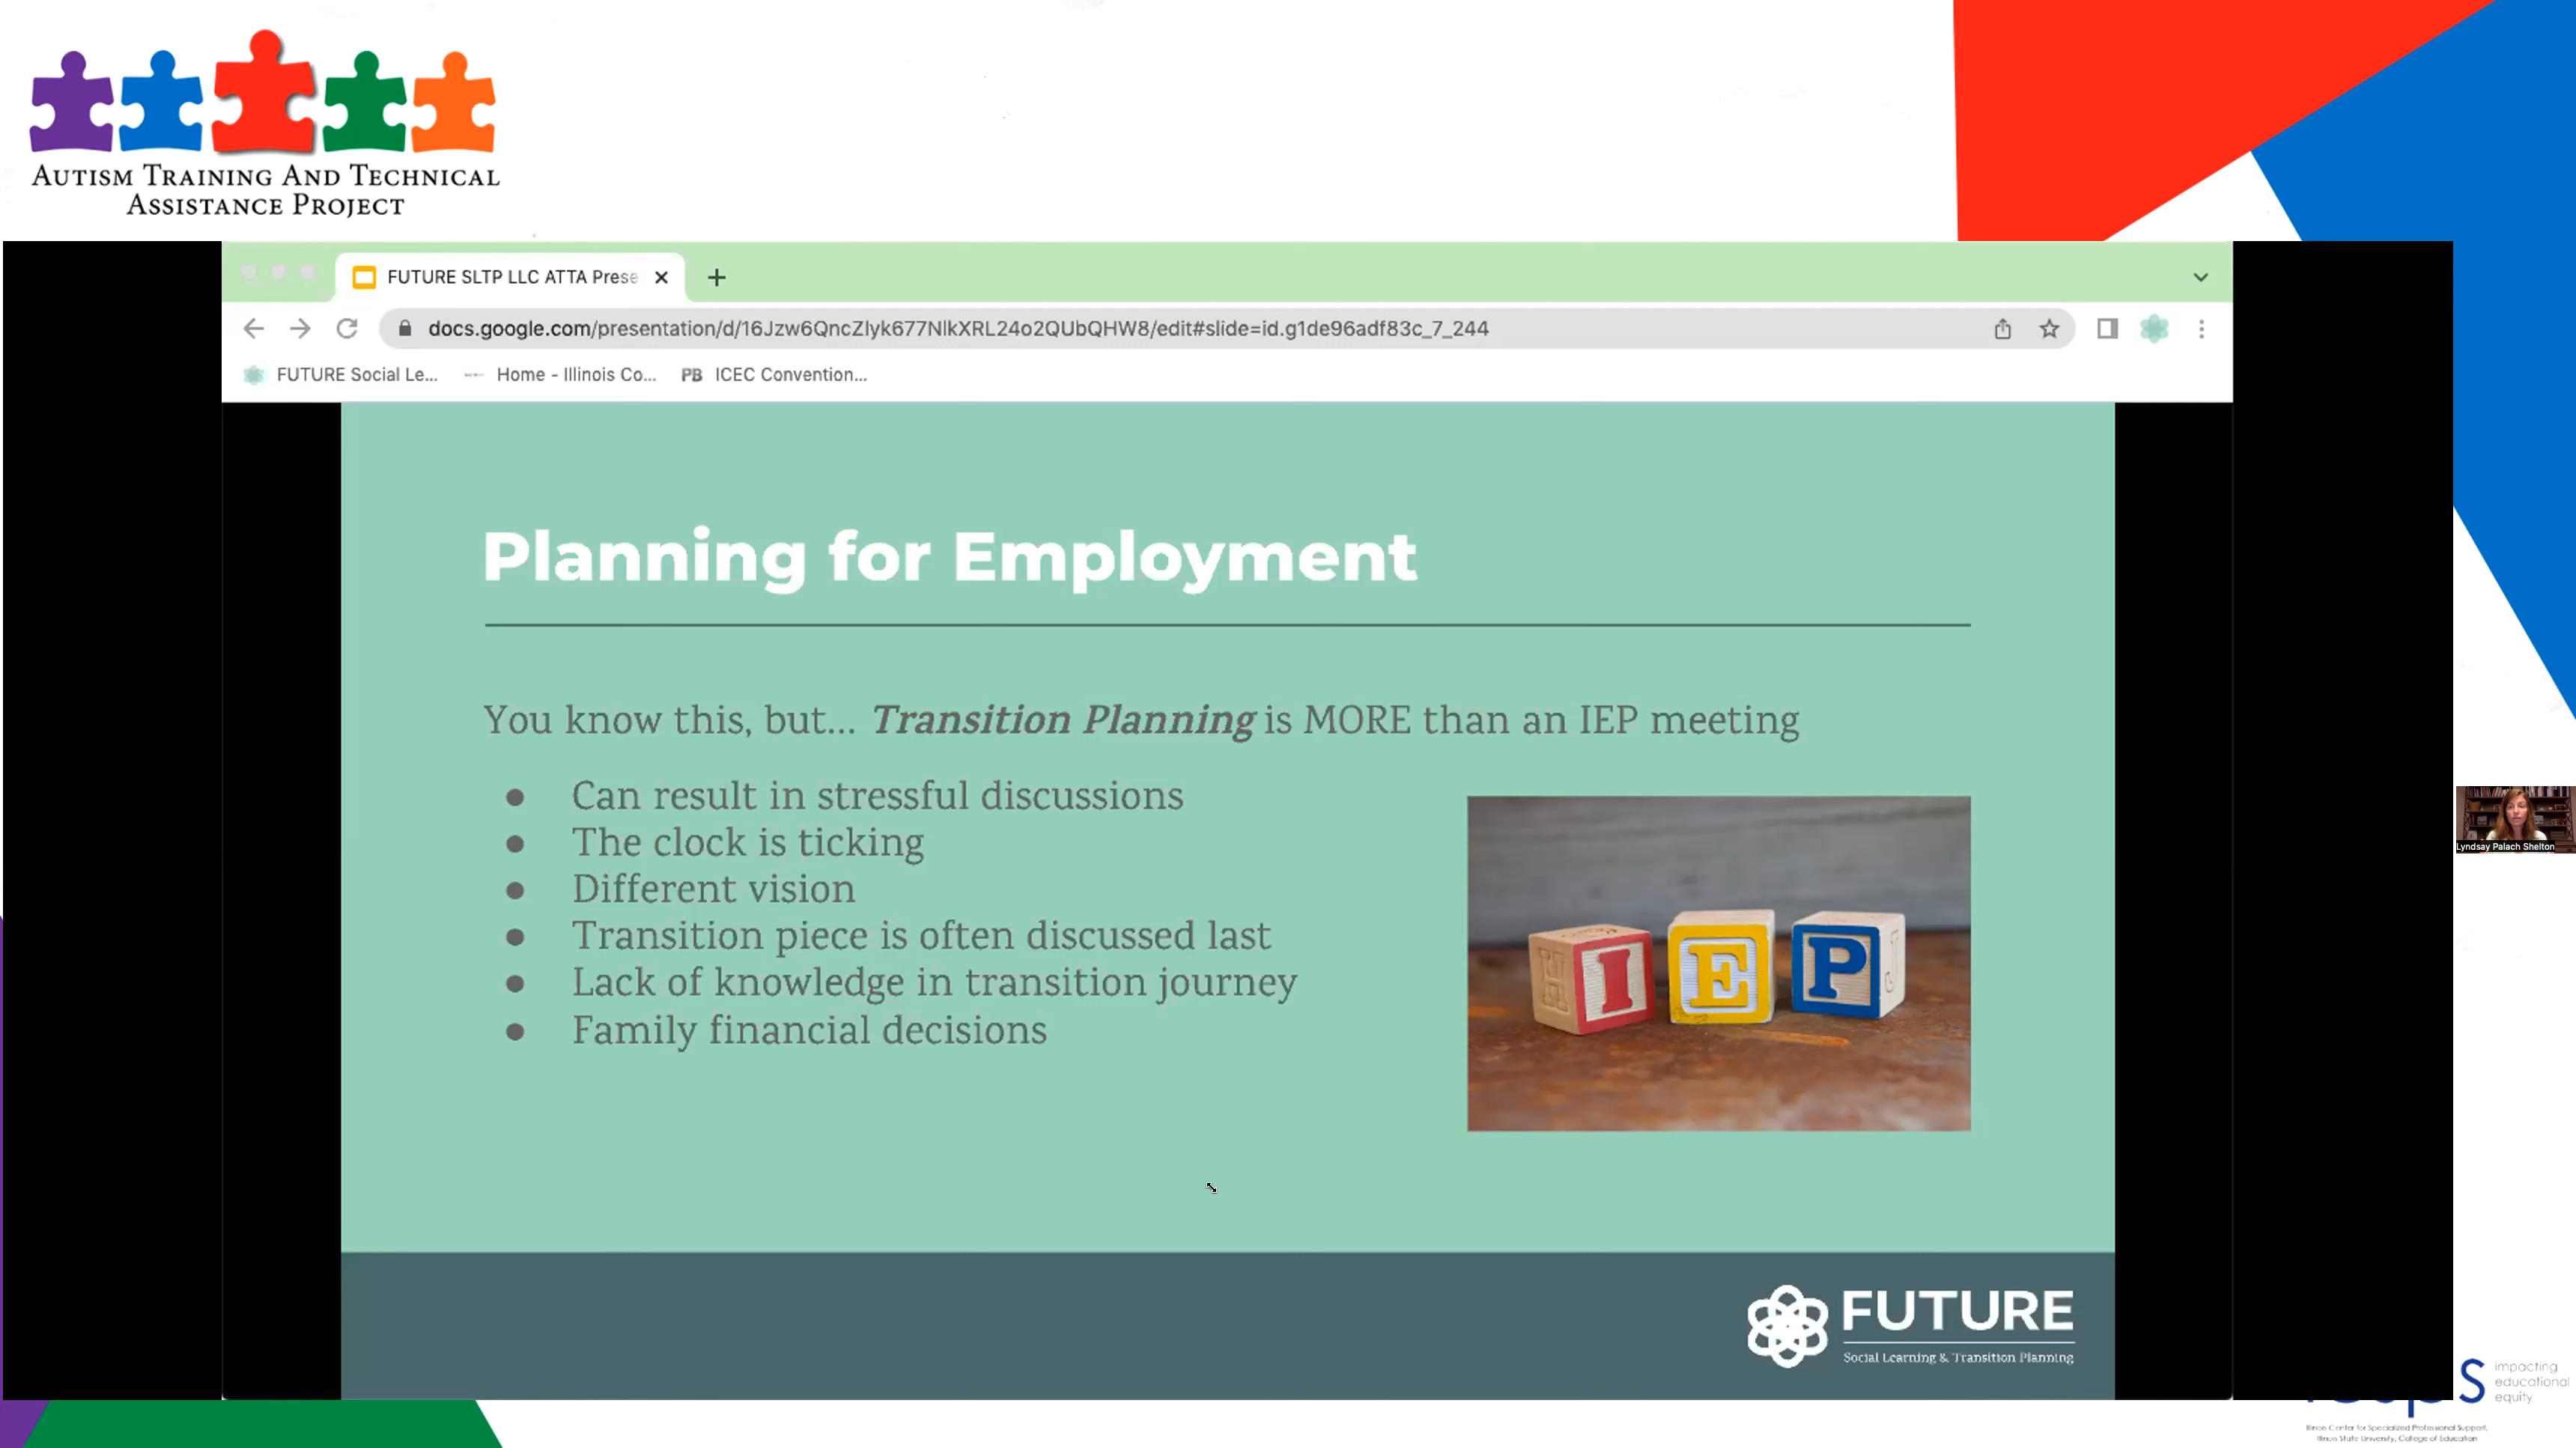 AUTISM TRAINING AND TECHNICAL
ASSISTANCE PROJECT
FUTURE SLTP LLC ATTA Prese
docs.google.com/presentation/d/16Jzw6QncZlyk677NlkXRL24o2QUbQHW8/edit#slide=id.g1de96adf83c_7_244
FUTURE Social Le...
Home - Illinois Co...
PB ICEC Convention...
Planning for Employment
You know this, but... Transition Planning is MORE than an IEP meeting
● Can result in stressful discussions
● The clock is ticking
● Different vision
● Transition piece is often discussed last
● Lack of knowledge in transition journey
● Family financial decisions
I E P
Lyndsay Palach Shelton
FUTURE
Social Learning & Transition Planning
S
impacting
educational
equity
Illinois Center for Specialized Professional Support,
Illinois State University, College of Education